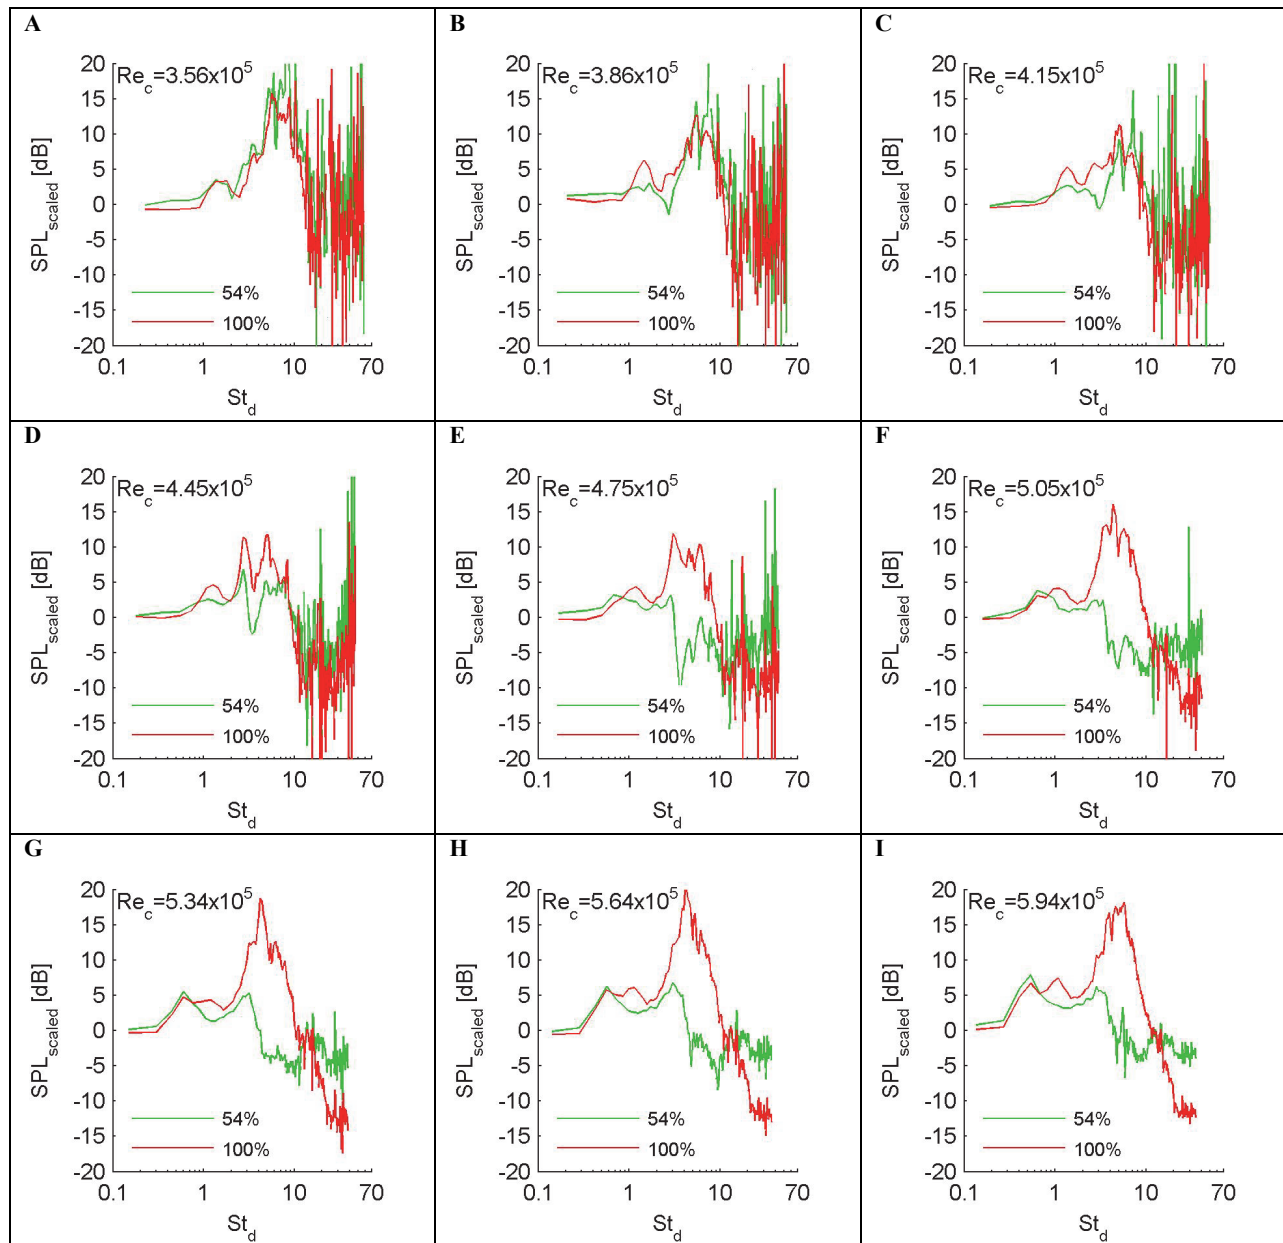 A
Re_c=3.56x10^5
SPL_scaled [dB]
20
15
10
5
0
-5
-10
-15
-20
54%
100%
0.1 1 10 70
St_d
B
Re_c=3.86x10^5
SPL_scaled [dB]
20
15
10
5
0
-5
-10
-15
-20
54%
100%
0.1 1 10 70
St_d
C
Re_c=4.15x10^5
SPL_scaled [dB]
20
15
10
5
0
-5
-10
-15
-20
54%
100%
0.1 1 10 70
St_d
D
Re_c=4.45x10^5
SPL_scaled [dB]
20
15
10
5
0
-5
-10
-15
-20
54%
100%
0.1 1 10 70
St_d
E
Re_c=4.75x10^5
SPL_scaled [dB]
20
15
10
5
0
-5
-10
-15
-20
54%
100%
0.1 1 10 70
St_d
F
Re_c=5.05x10^5
SPL_scaled [dB]
20
15
10
5
0
-5
-10
-15
-20
54%
100%
0.1 1 10 70
St_d
G
Re_c=5.34x10^5
SPL_scaled [dB]
20
15
10
5
0
-5
-10
-15
-20
54%
100%
0.1 1 10 70
St_d
H
Re_c=5.64x10^5
SPL_scaled [dB]
20
15
10
5
0
-5
-10
-15
-20
54%
100%
0.1 1 10 70
St_d
I
Re_c=5.94x10^5
SPL_scaled [dB]
20
15
10
5
0
-5
-10
-15
-20
54%
100%
0.1 1 10 70
St_d